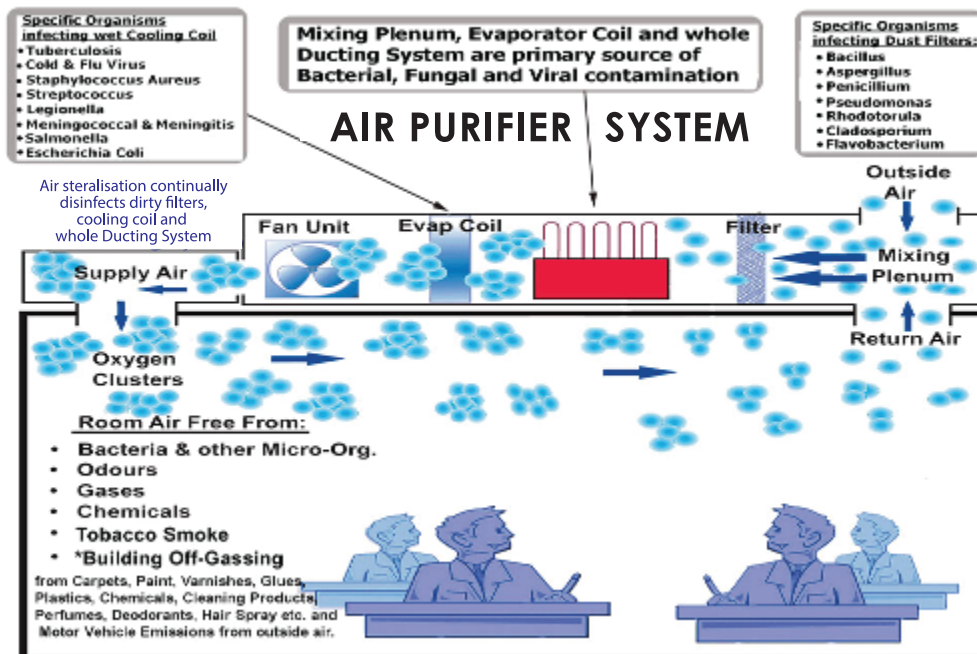 Specific Organisms
infecting wet Cooling Coil
• Tuberculosis
• Cold & Flu Virus
• Staphylococcus Aureus
• Streptococcus
• Legionella
• Meningococcal & Meningitis
• Salmonella
• Escherichia Coli
Mixing Plenum, Evaporator Coil and whole
Ducting System are primary source of
Bacterial, Fungal and Viral contamination
Specific Organisms
infecting Dust Filters:
• Bacillus
• Aspergillus
• Penicillium
• Pseudomonas
• Rhodotorula
• Cladosporium
• Flavobacterium
AIR PURIFIER SYSTEM
Air steralisation continually
disinfects dirty filters,
cooling coil and
whole Ducting System
Outside
Air
Fan Unit
Evap Coil
Filter
Supply Air
Mixing
Plenum
Return Air
Oxygen
Clusters
Room Air Free From:
• Bacteria & other Micro-Org.
• Odours
• Gases
• Chemicals
• Tobacco Smoke
• *Building Off-Gassing
from Carpets, Paint, Varnishes, Glues,
Plastics, Chemicals, Cleaning Products,
Perfumes, Deodorants, Hair Spray etc. and
Motor Vehicle Emissions from outside air.